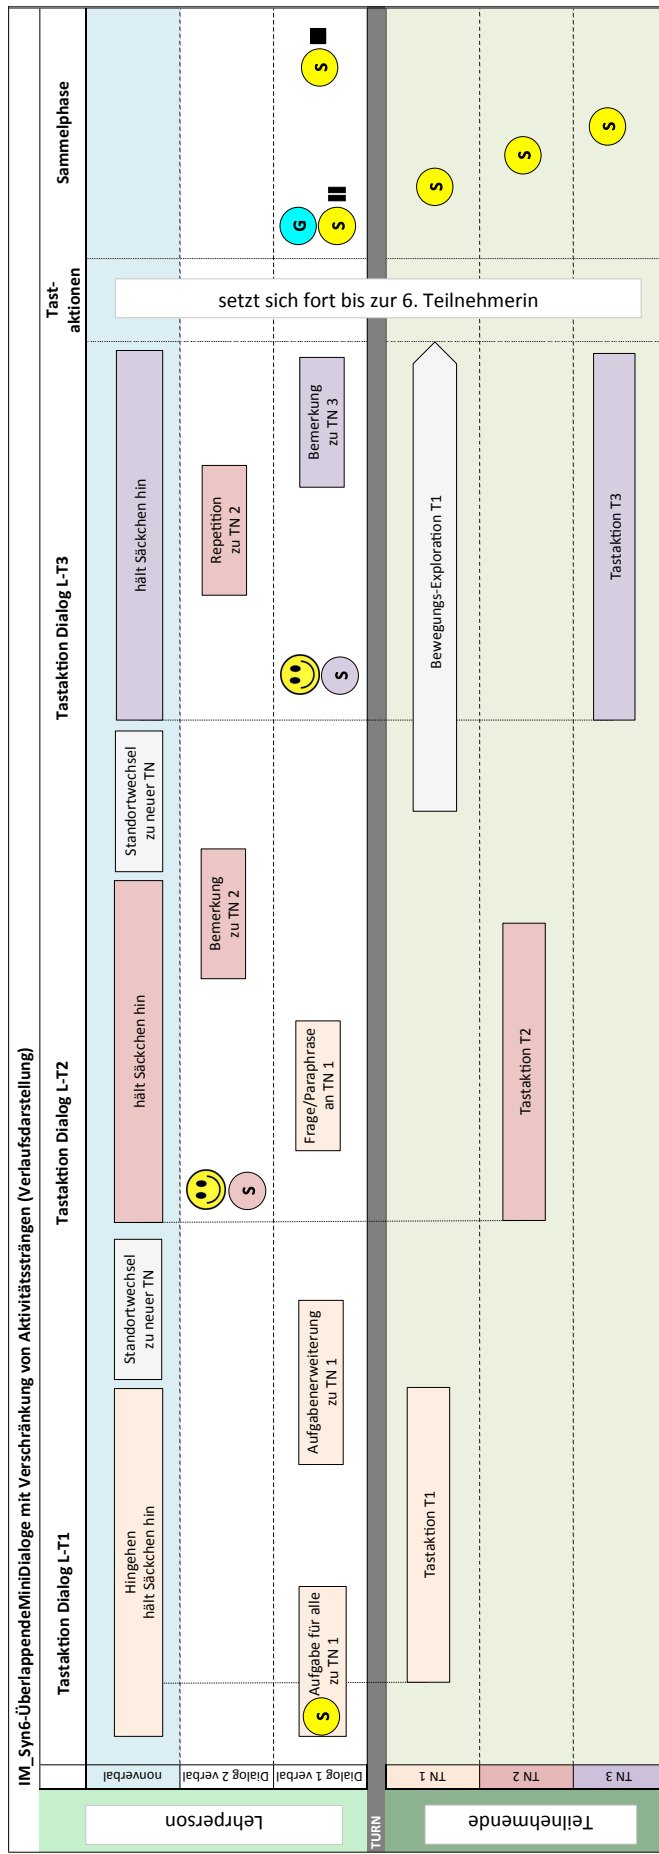 IM_Syn6-ÜberlappendeMiniDialoge mit Verschränkung von Aktivitätssträngen (Verlaufsdarstellung)
Tastaktion Dialog L-T1
Tastaktion Dialog L-T2
Tastaktion Dialog L-T3
Tast-
aktionen
Sammelphase
Lehrperson
nonverbal
Hingehen
hält Säckchen hin
Standortwechsel
zu neuer TN
hält Säckchen hin
Standortwechsel
zu neuer TN
hält Säckchen hin
Dialog 2 verbal
S
Bemerkung
zu TN 2
Repetition
zu TN 2
Dialog 1 verbal
S
Aufgabe für alle
zu TN 1
Aufgabenerweiterung
zu TN 1
Frage/Paraphrase
an TN 1
S
Bemerkung
zu TN 3
G
S
S
setzt sich fort bis zur 6. Teilnehmerin
TURN
Teilnehmende
TN 1
Tastaktion T1
Bewegungs-Exploration T1
S
TN 2
Tastaktion T2
S
TN 3
Tastaktion T3
S